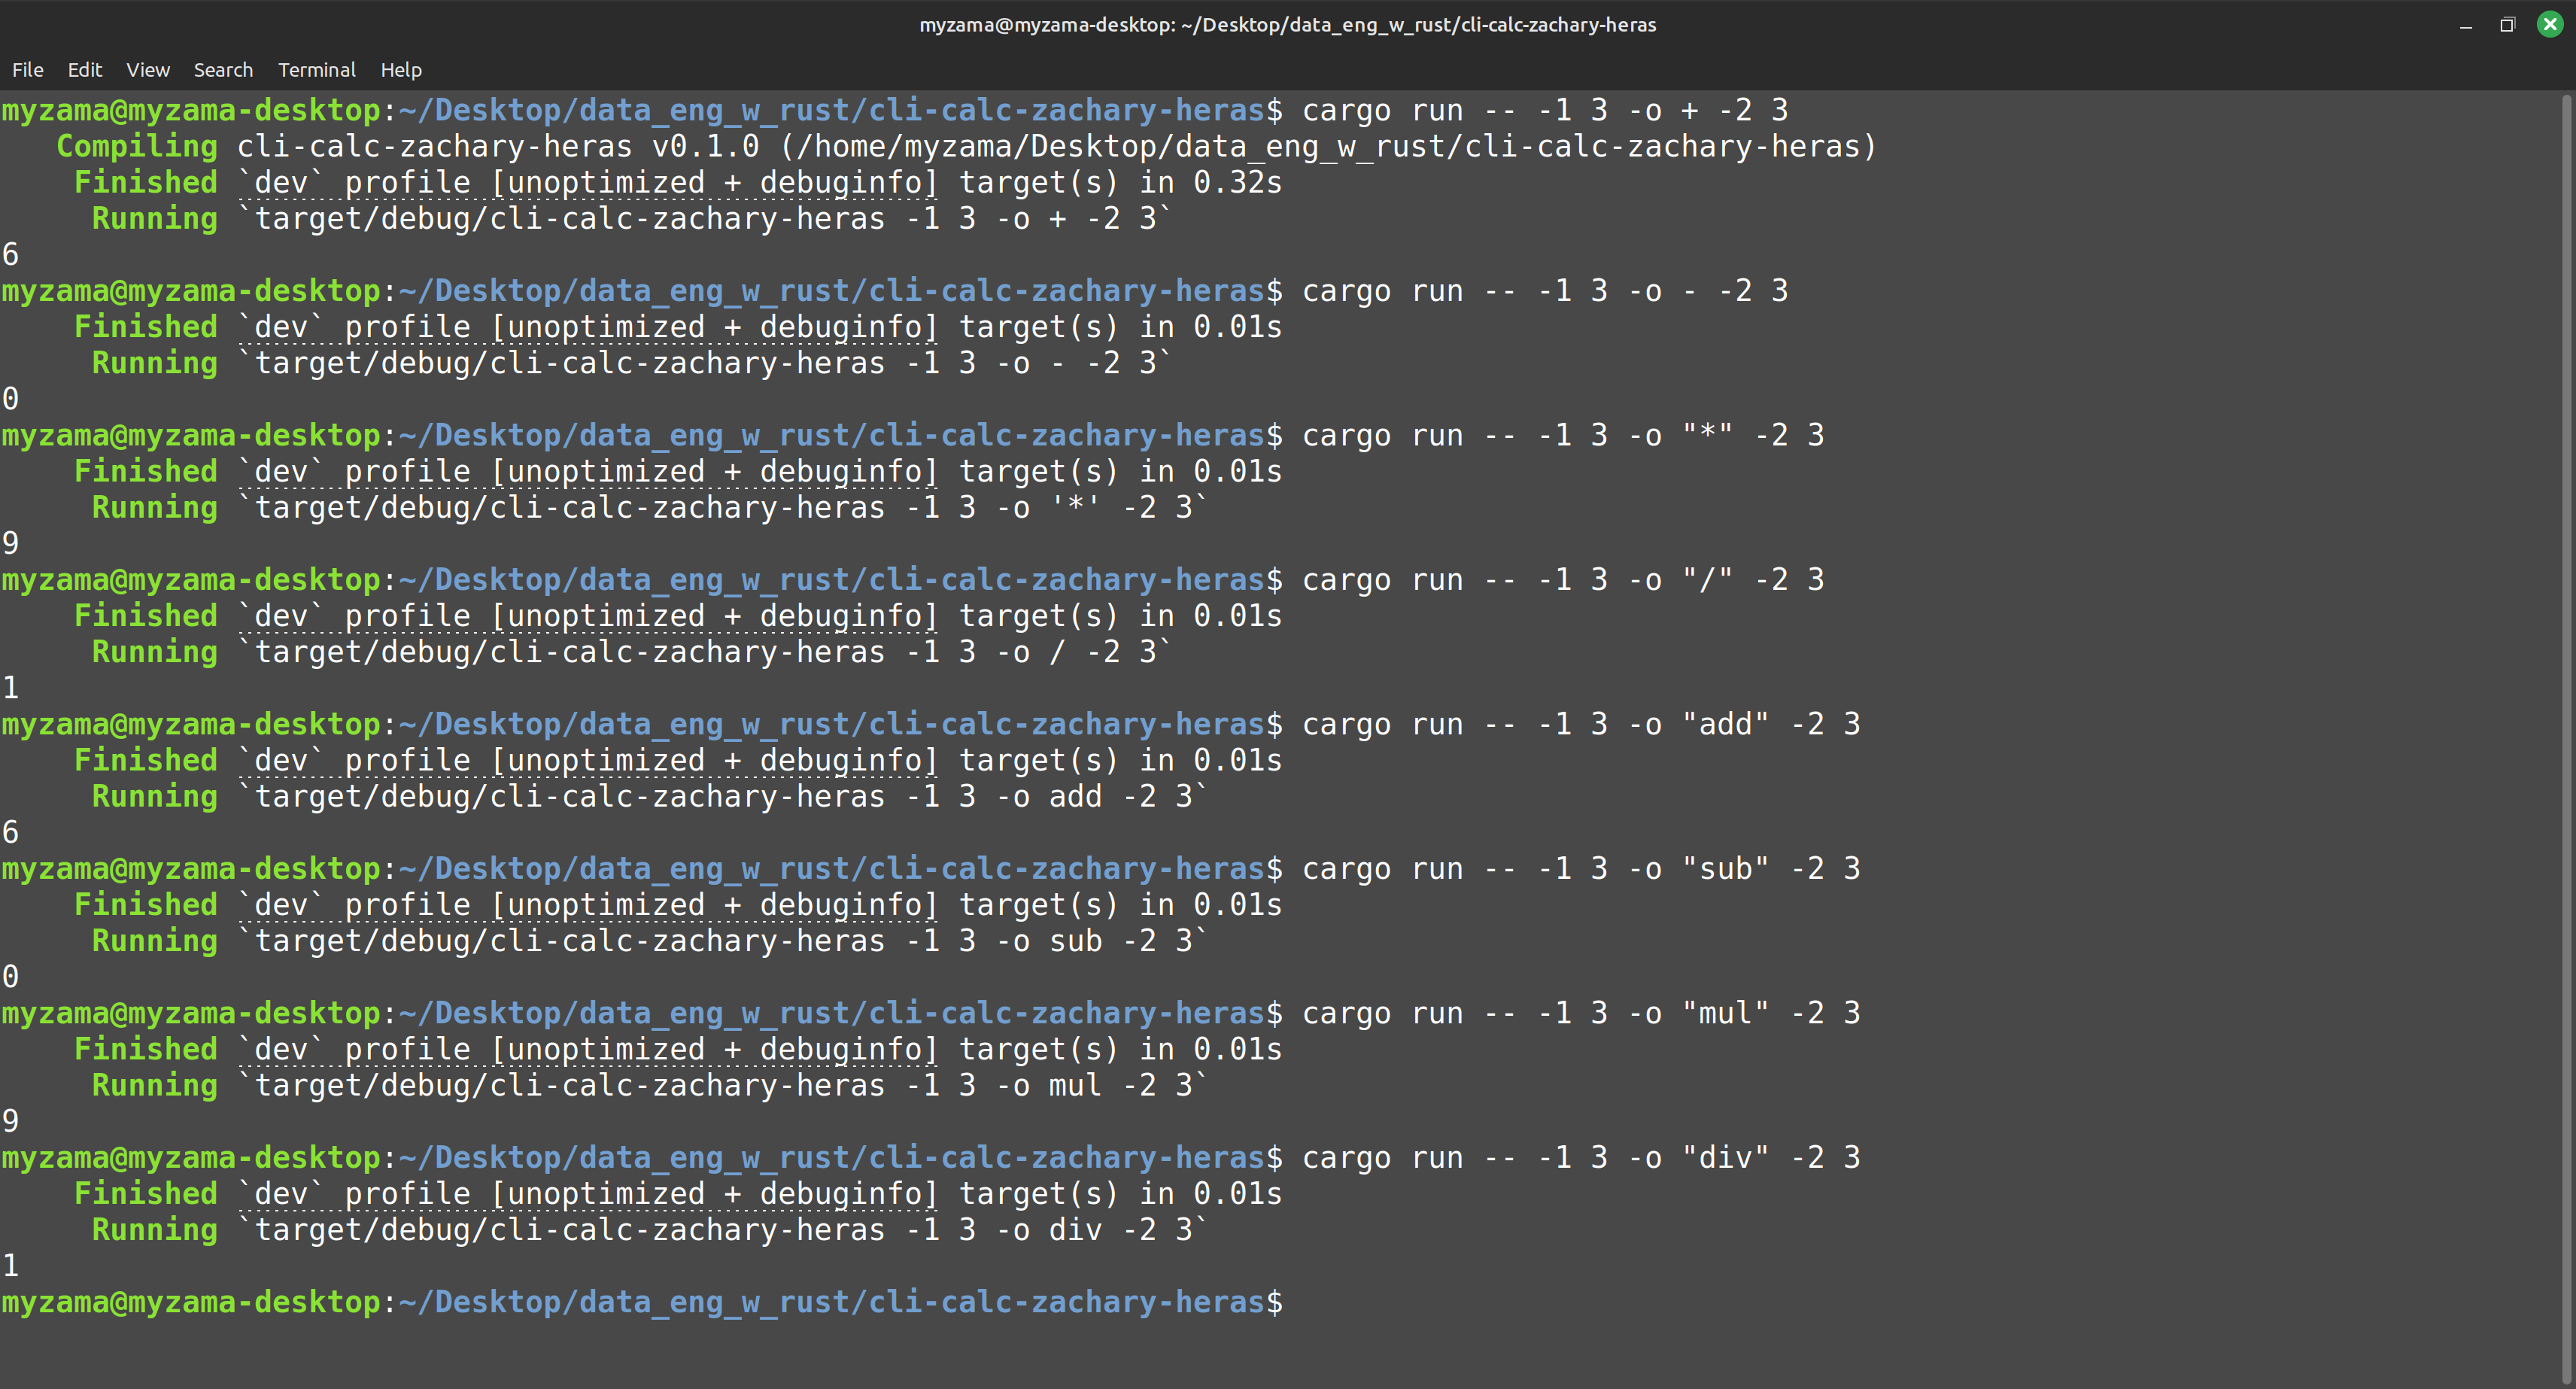 myzama@myzama-desktop: ~/Desktop/data_eng_w_rust/cli-calc-zachary-heras
File Edit View Search Terminal Help
myzama@myzama-desktop:~/Desktop/data_eng_w_rust/cli-calc-zachary-heras$ cargo run -- -1 3 -o + -2 3
   Compiling cli-calc-zachary-heras v0.1.0 (/home/myzama/Desktop/data_eng_w_rust/cli-calc-zachary-heras)
    Finished `dev` profile [unoptimized + debuginfo] target(s) in 0.32s
     Running `target/debug/cli-calc-zachary-heras -1 3 -o + -2 3`
6
myzama@myzama-desktop:~/Desktop/data_eng_w_rust/cli-calc-zachary-heras$ cargo run -- -1 3 -o - -2 3
    Finished `dev` profile [unoptimized + debuginfo] target(s) in 0.01s
     Running `target/debug/cli-calc-zachary-heras -1 3 -o - -2 3`
0
myzama@myzama-desktop:~/Desktop/data_eng_w_rust/cli-calc-zachary-heras$ cargo run -- -1 3 -o "*" -2 3
    Finished `dev` profile [unoptimized + debuginfo] target(s) in 0.01s
     Running `target/debug/cli-calc-zachary-heras -1 3 -o '*' -2 3`
9
myzama@myzama-desktop:~/Desktop/data_eng_w_rust/cli-calc-zachary-heras$ cargo run -- -1 3 -o "/" -2 3
    Finished `dev` profile [unoptimized + debuginfo] target(s) in 0.01s
     Running `target/debug/cli-calc-zachary-heras -1 3 -o / -2 3`
1
myzama@myzama-desktop:~/Desktop/data_eng_w_rust/cli-calc-zachary-heras$ cargo run -- -1 3 -o "add" -2 3
    Finished `dev` profile [unoptimized + debuginfo] target(s) in 0.01s
     Running `target/debug/cli-calc-zachary-heras -1 3 -o add -2 3`
6
myzama@myzama-desktop:~/Desktop/data_eng_w_rust/cli-calc-zachary-heras$ cargo run -- -1 3 -o "sub" -2 3
    Finished `dev` profile [unoptimized + debuginfo] target(s) in 0.01s
     Running `target/debug/cli-calc-zachary-heras -1 3 -o sub -2 3`
0
myzama@myzama-desktop:~/Desktop/data_eng_w_rust/cli-calc-zachary-heras$ cargo run -- -1 3 -o "mul" -2 3
    Finished `dev` profile [unoptimized + debuginfo] target(s) in 0.01s
     Running `target/debug/cli-calc-zachary-heras -1 3 -o mul -2 3`
9
myzama@myzama-desktop:~/Desktop/data_eng_w_rust/cli-calc-zachary-heras$ cargo run -- -1 3 -o "div" -2 3
    Finished `dev` profile [unoptimized + debuginfo] target(s) in 0.01s
     Running `target/debug/cli-calc-zachary-heras -1 3 -o div -2 3`
1
myzama@myzama-desktop:~/Desktop/data_eng_w_rust/cli-calc-zachary-heras$